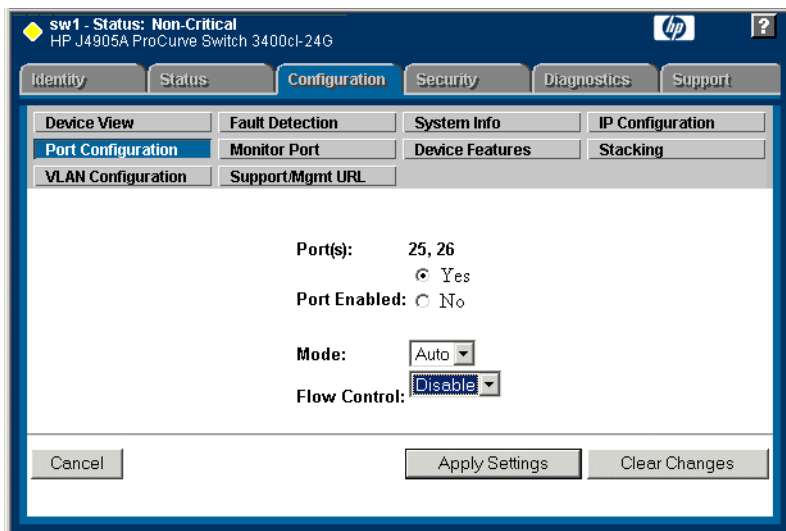 sw1 - Status: Non-Critical
HP J4905A ProCurve Switch 3400cl-24G
hp
?
Identity Status Configuration Security Diagnostics Support
Device View Fault Detection System Info IP Configuration
Port Configuration Monitor Port Device Features Stacking
VLAN Configuration Support/Mgmt URL
Port(s): 25, 26
Yes
Port Enabled: No
Mode: Auto
Flow Control: Disable
Cancel Apply Settings Clear Changes